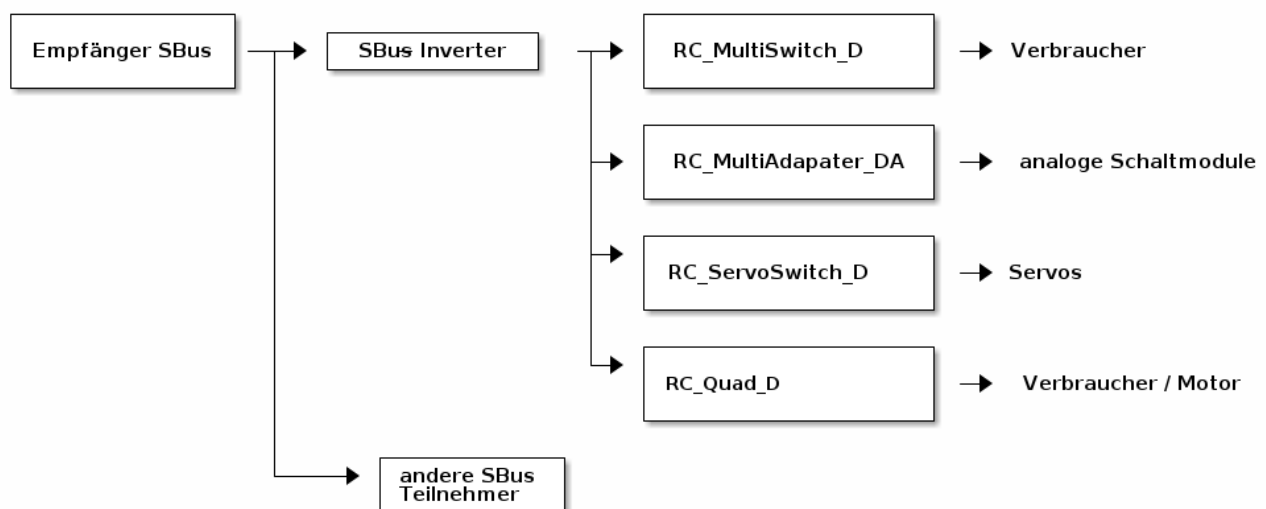 Empfänger SBus
SBus Inverter
RC_MultiSwitch_D
Verbraucher
RC_MultiAdapater_DA
analoge Schaltmodule
RC_ServoSwitch_D
Servos
RC_Quad_D
Verbraucher / Motor
andere SBus
Teilnehmer